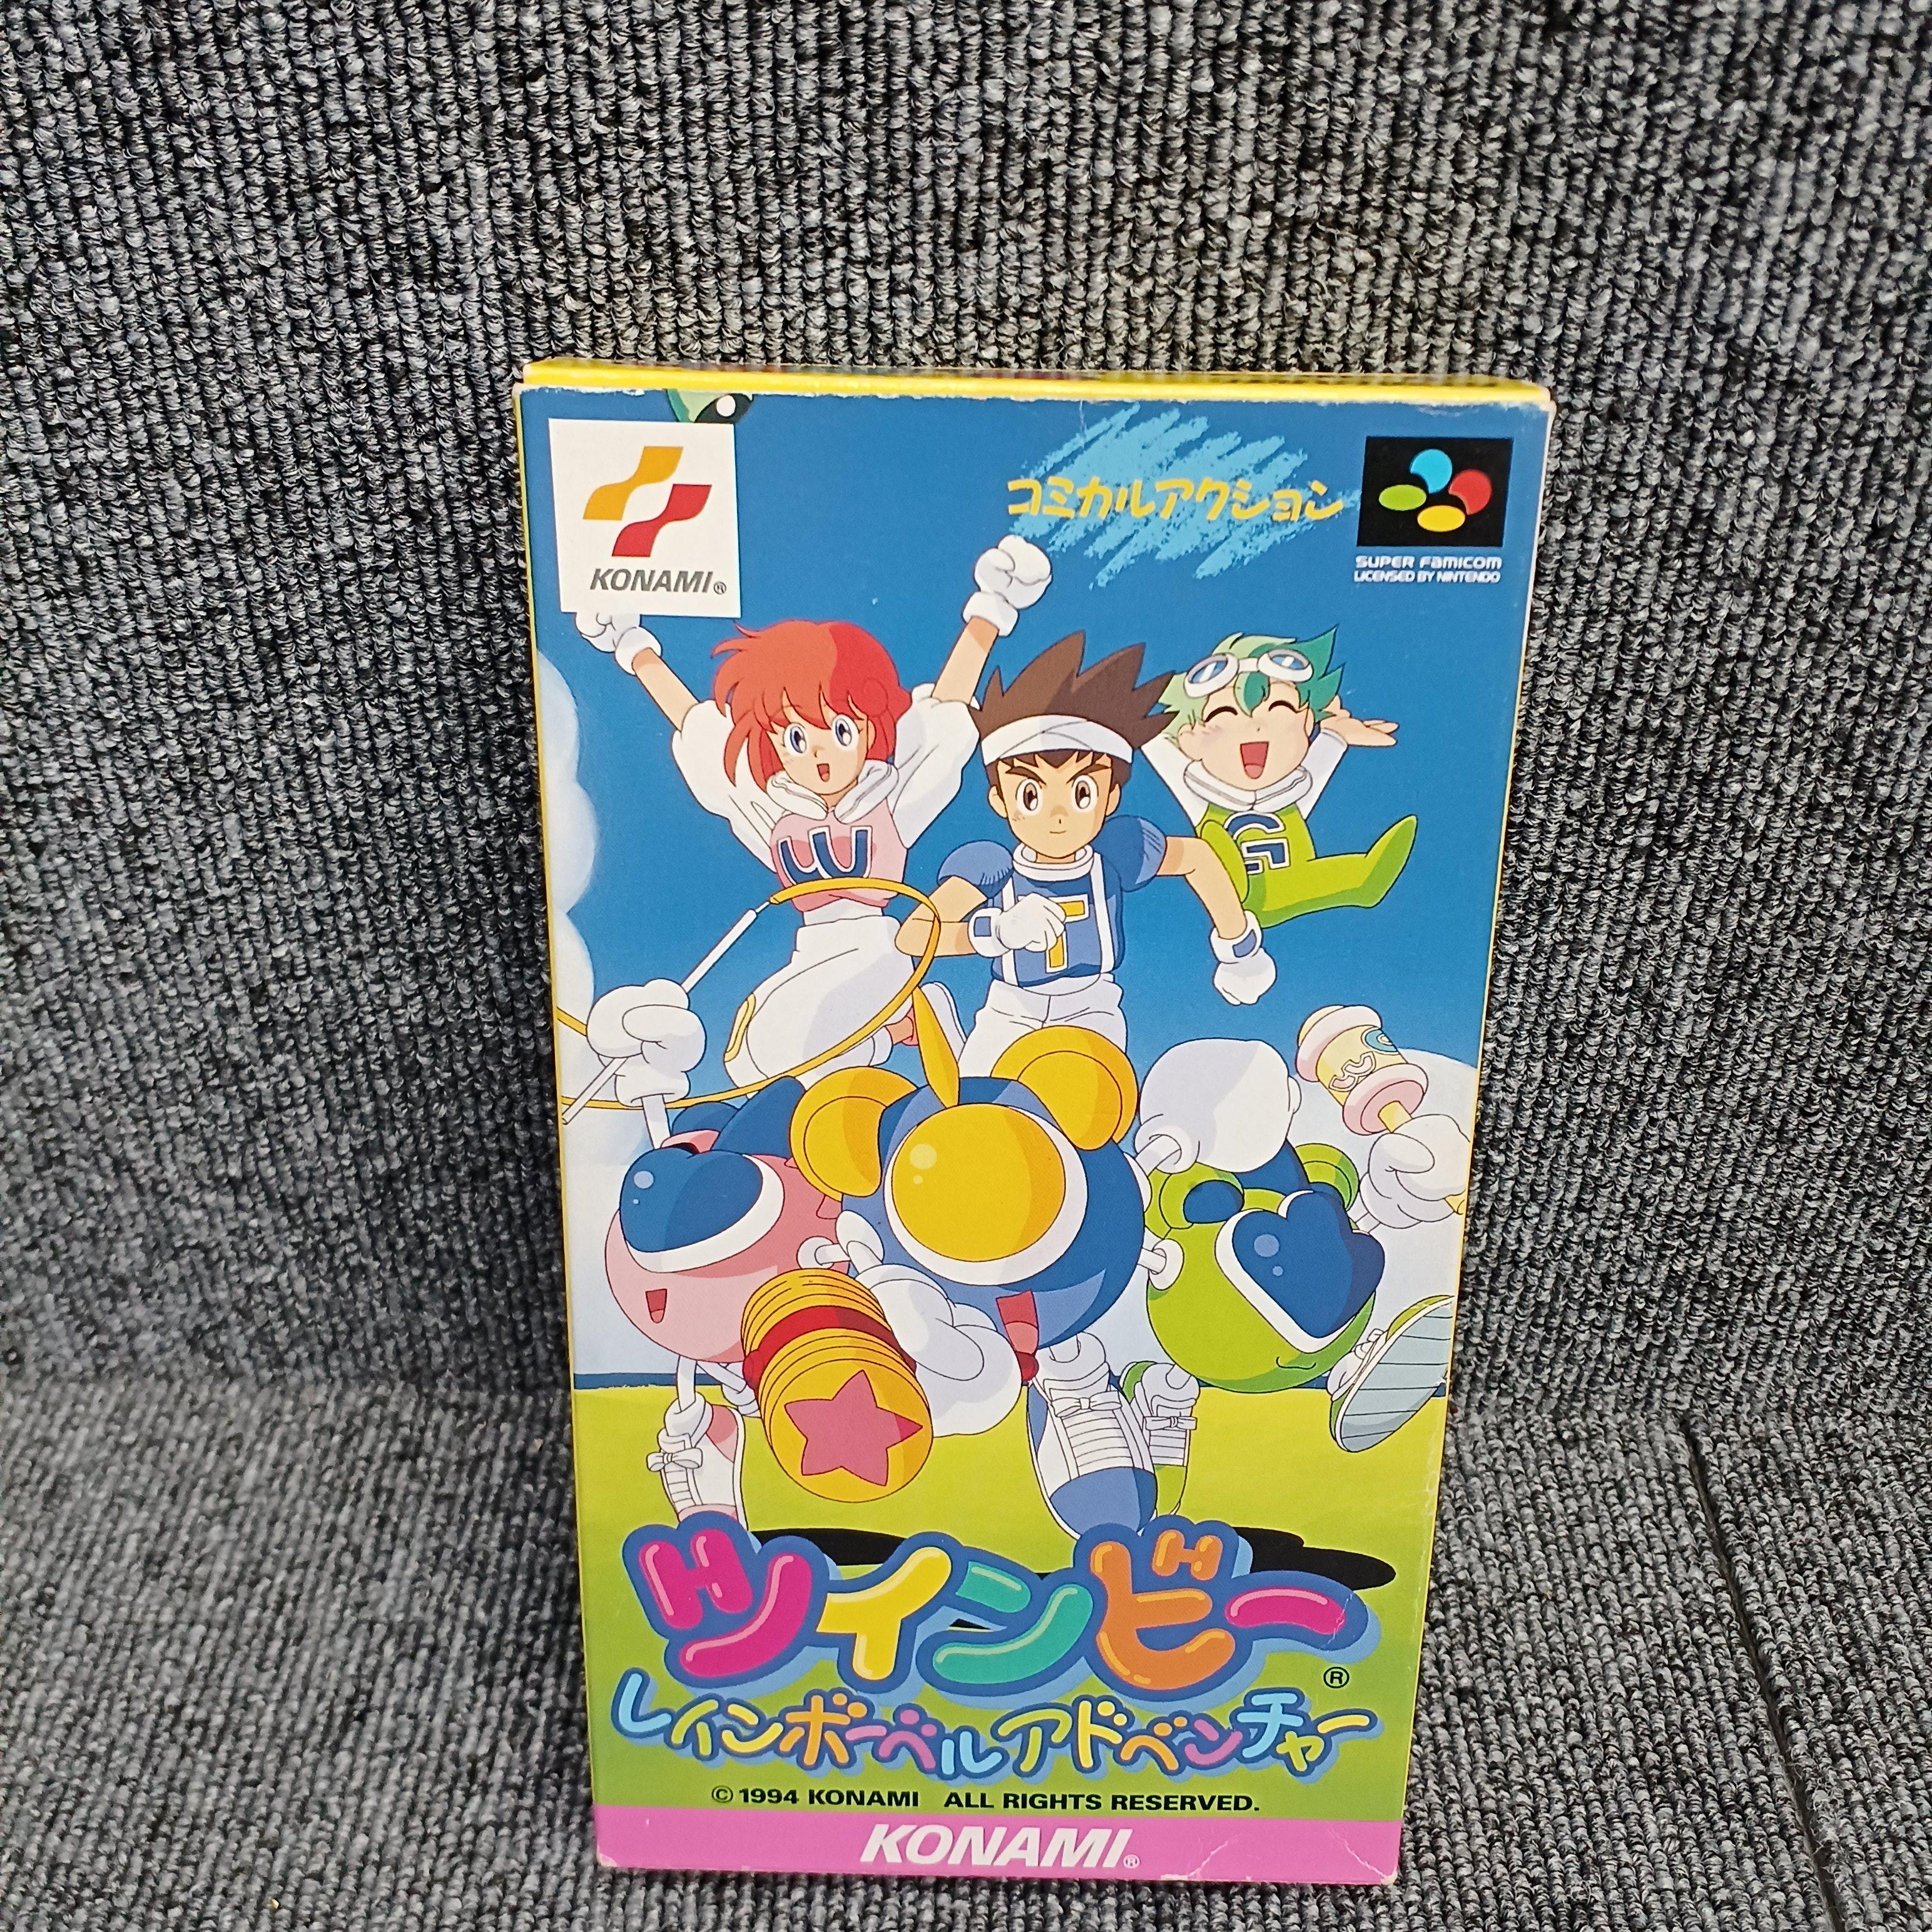 KONAMI®
コミカルアクション
SUPER FAMICOM
LICENSED BY NINTENDO
W
T
G
ツインビー®
レインボーベルアドベンチャー
© 1994 KONAMI ALL RIGHTS RESERVED.
KONAMI®